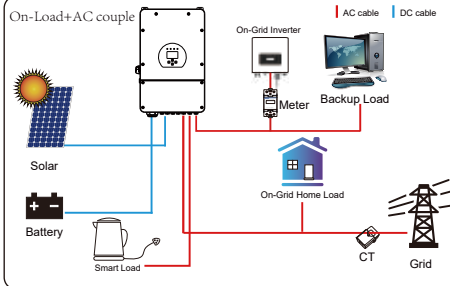 On-Load+AC couple
AC cable
DC cable
On-Grid Inverter
Meter
Backup Load
Solar
On-Grid Home Load
Battery
Smart Load
CT
Grid